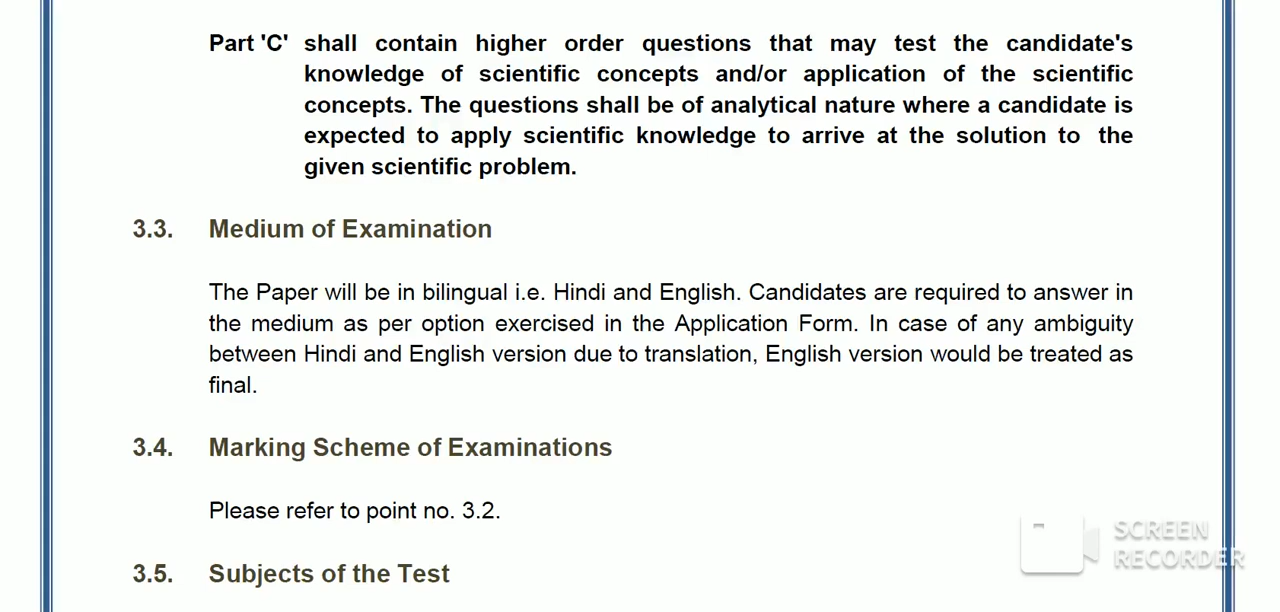 Part 'C' shall contain higher order questions that may test the candidate's
knowledge of scientific concepts and/or application of the scientific
concepts. The questions shall be of analytical nature where a candidate is
expected to apply scientific knowledge to arrive at the solution to the
given scientific problem.
3.3. Medium of Examination
The Paper will be in bilingual i.e. Hindi and English. Candidates are required to answer in
the medium as per option exercised in the Application Form. In case of any ambiguity
between Hindi and English version due to translation, English version would be treated as
final.
3.4. Marking Scheme of Examinations
Please refer to point no. 3.2.
3.5. Subjects of the Test
SCREEN
RECORDER